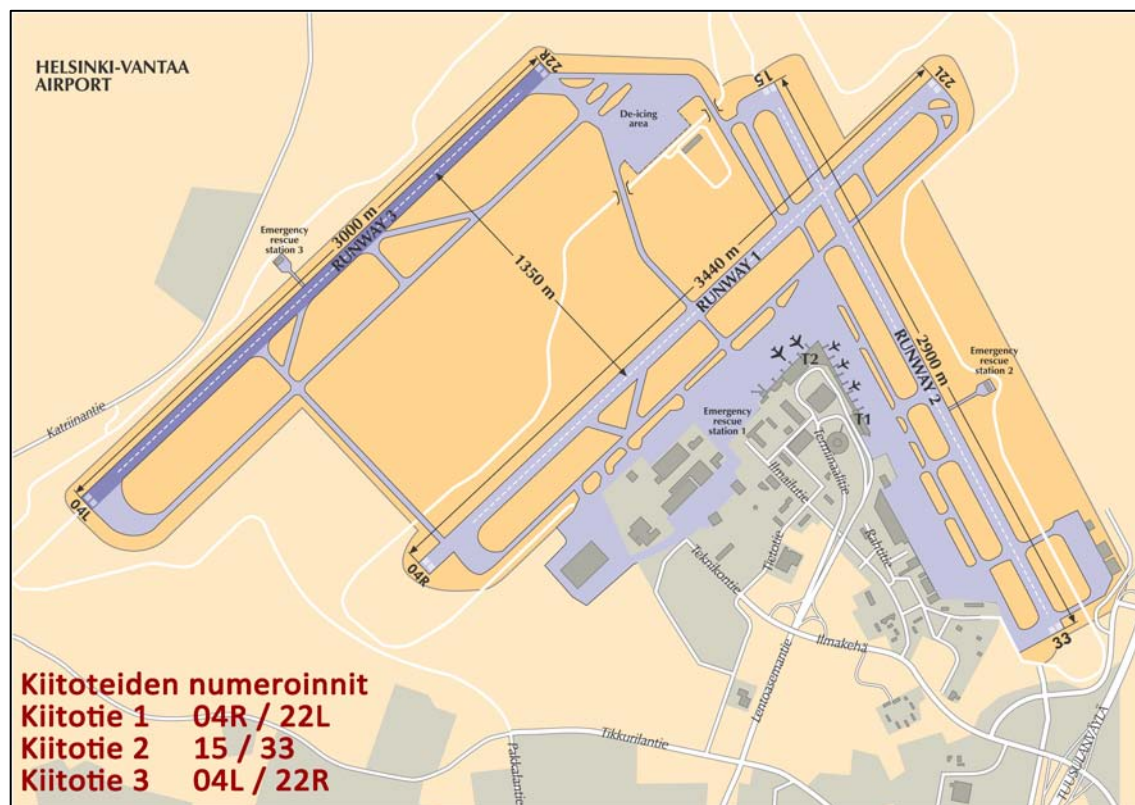 HELSINKI-VANTAA
AIRPORT
22R
15
22L
De-icing
area
3000 m
RUNWAY 3
Emergency
rescue
station 3
1350 m
3440 m
RUNWAY 1
2900 m
RUNWAY 2
Emergency
rescue
station 2
T2
T1
Emergency
rescue
station 1
Katriinantie
04L
04R
33
Terminaalitie
Ilmailutie
Tietotie
Rahtitie
Teknikontie
Ilmakehä
Lentoasemantie
Tikkurilantie
Pakkalantie
TUUSULANVÄYLÄ
Kiitoteiden numeroinnit
Kiitotie 1 04R / 22L
Kiitotie 2 15 / 33
Kiitotie 3 04L / 22R